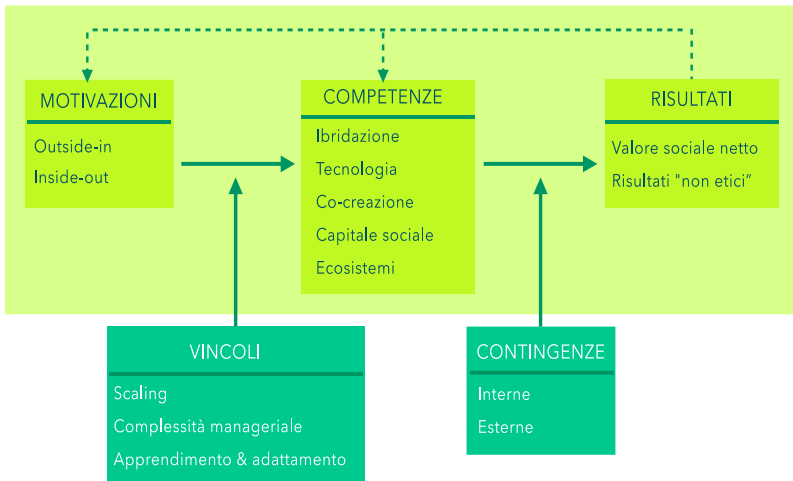 MOTIVAZIONI
Outside-in
Inside-out
COMPETENZE
Ibridazione
Tecnologia
Co-creazione
Capitale sociale
Ecosistemi
RISULTATI
Valore sociale netto
Risultati "non etici”
VINCOLI
Scaling
Complessità manageriale
Apprendimento & adattamento
CONTINGENZE
Interne
Esterne